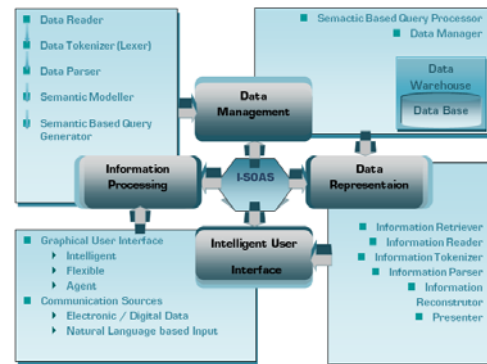 Data Reader
Data Tokenizer (Lexer)
Data Parser
Semantic Modeller
Semantic Based Query
Generator
Semactic Based Query Processor
Data Manager
Data
Warehouse
Data Base
Data
Management
Information
Processing
I-SOAS
Data
Representaion
Intelligent User
Interface
Graphical User Interface
Intelligent
Flexible
Agent
Communication Sources
Electronic / Digital Data
Natural Language based Input
Information Retriever
Information Reader
Information Tokenizer
Information Parser
Information
Reconstrutor
Presenter